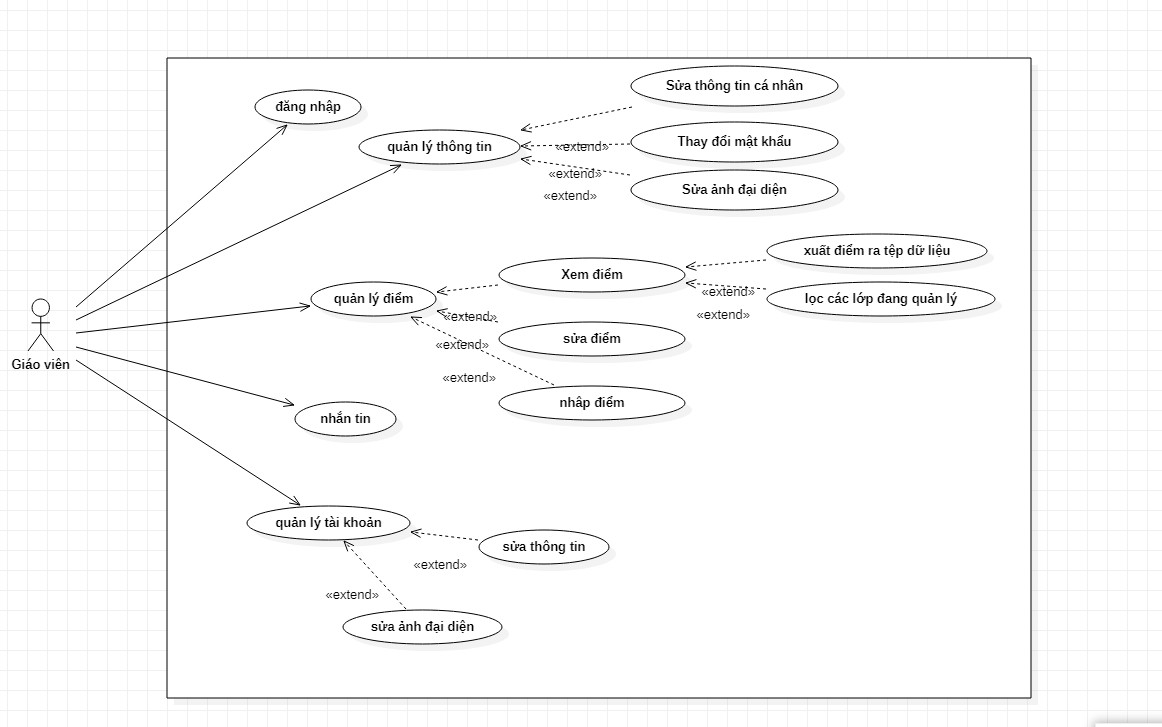 Sửa thông tin cá nhân
đăng nhập
quản lý thông tin
«extend»
Thay đổi mật khẩu
«extend»
Sửa ảnh đại diện
«extend»
xuất điểm ra tệp dữ liệu
Xem điểm
quản lý điểm
«extend»
lọc các lớp đang quản lý
«extend»
«extend»
sửa điểm
«extend»
Giáo viên
«extend»
nhâp điểm
nhắn tin
quản lý tài khoản
sửa thông tin
«extend»
«extend»
sửa ảnh đại diện